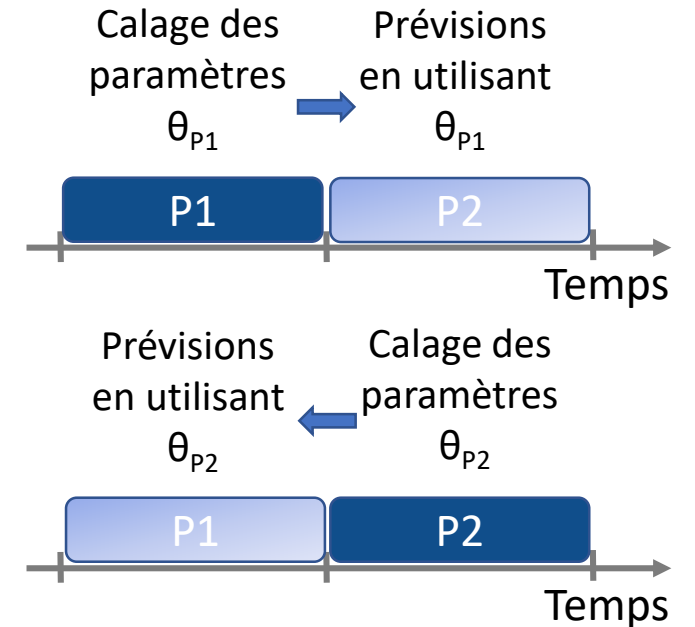 Calage des
paramètres
θP1
Prévisions
en utilisant
θP1
P1
P2
Temps
Prévisions
en utilisant
θP2
Calage des
paramètres
θP2
P1
P2
Temps